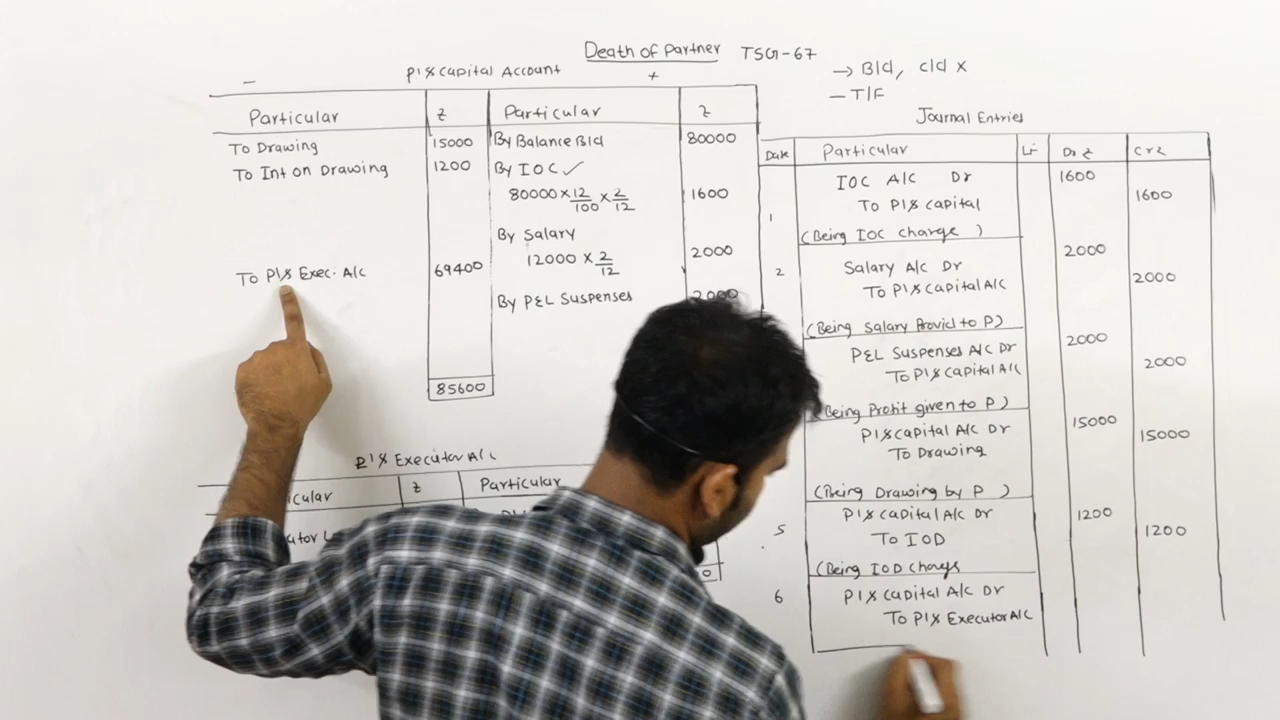 Death of Partner TSG-67
P's Capital Account
-
+
→ B/d, c/d x
- T/F
Particular ₹ Particular ₹
To Drawing 15000 By Balance B/d 80000
To Int on Drawing 1200 By IOC ✓
80000 × 12/100 × 2/12 1600
By Salary
12000 × 2/12 2000
To P's Exec. A/c 69400
By P&L Suspenses 2000
85600
P's Executor A/c
icular ₹ Particular
ator
0
Journal Entries
Date Particular L.F Dr ₹ Cr ₹
1 IOC A/C Dr 1600
To P's Capital 1600
(Being IOC charge )
2 Salary A/C Dr 2000
To P's Capital A/C 2000
(Being Salary Provid to P)
P&L Suspenses A/C Dr 2000
To P's Capital A/C 2000
(Being Profit given to P)
P's Capital A/C Dr 15000
To Drawing 15000
(Being Drawing by P )
5 P's Capital A/C Dr 1200
To IOD 1200
(Being IOD Charge
6 P's Capital A/C Dr
To P's Executor A/C